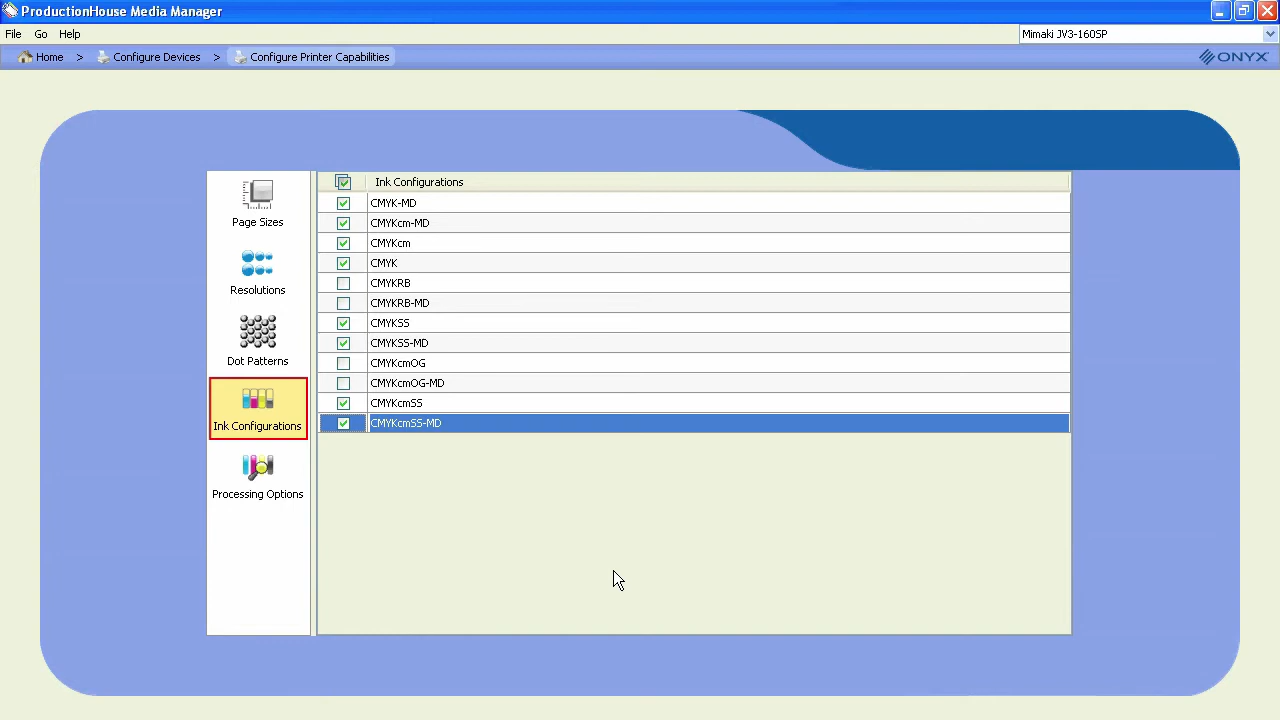 ProductionHouse Media Manager
File Go Help
Mimaki JV3-160SP
Home > Configure Devices > Configure Printer Capabilities
ONYX
Page Sizes
Resolutions
Dot Patterns
Ink Configurations
Processing Options
Ink Configurations
CMYK-MD
CMYKcm-MD
CMYKcm
CMYK
CMYKRB
CMYKRB-MD
CMYKSS
CMYKSS-MD
CMYKcmOG
CMYKcmOG-MD
CMYKcmSS
CMYKcmSS-MD